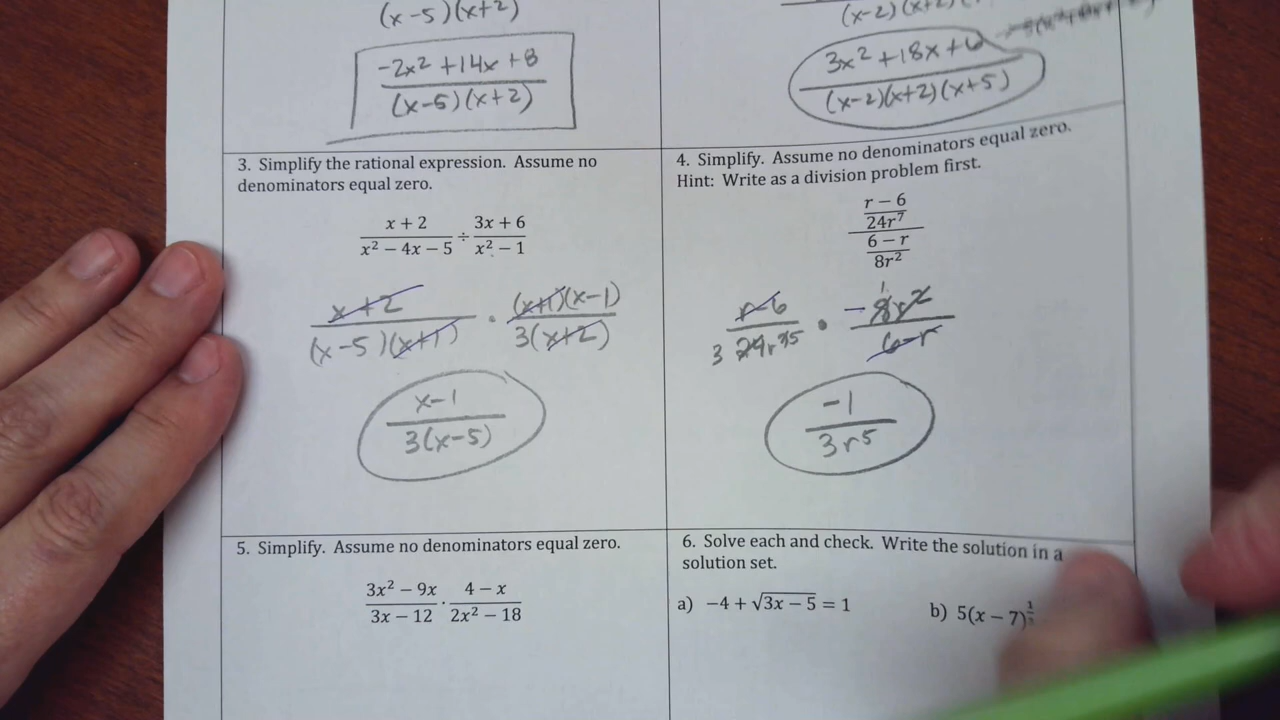 (x-5)(x+2)
-2x² +14x +8
(x-5)(x+2)
(x-2)(x+2)
3x² +18x +6
(x-2)(x+2)(x+5)
3. Simplify the rational expression. Assume no
denominators equal zero.
x + 2
x² − 4x − 5
÷
3x + 6
x² − 1
x+2
(x-5)(x+1)
·
(x+1)(x-1)
3(x+2)
x-1
3(x-5)
4. Simplify. Assume no denominators equal zero.
Hint: Write as a division problem first.
r − 6
24r⁷
6 − r
8r²
r-6
3 24r⁷⁵
·
1
-8r²
6-r
-1
3r⁵
5. Simplify. Assume no denominators equal zero.
3x² − 9x
3x − 12
·
4 − x
2x² − 18
6. Solve each and check. Write the solution in a
solution set.
a) −4 + √3x − 5 = 1
b) 5(x − 7)